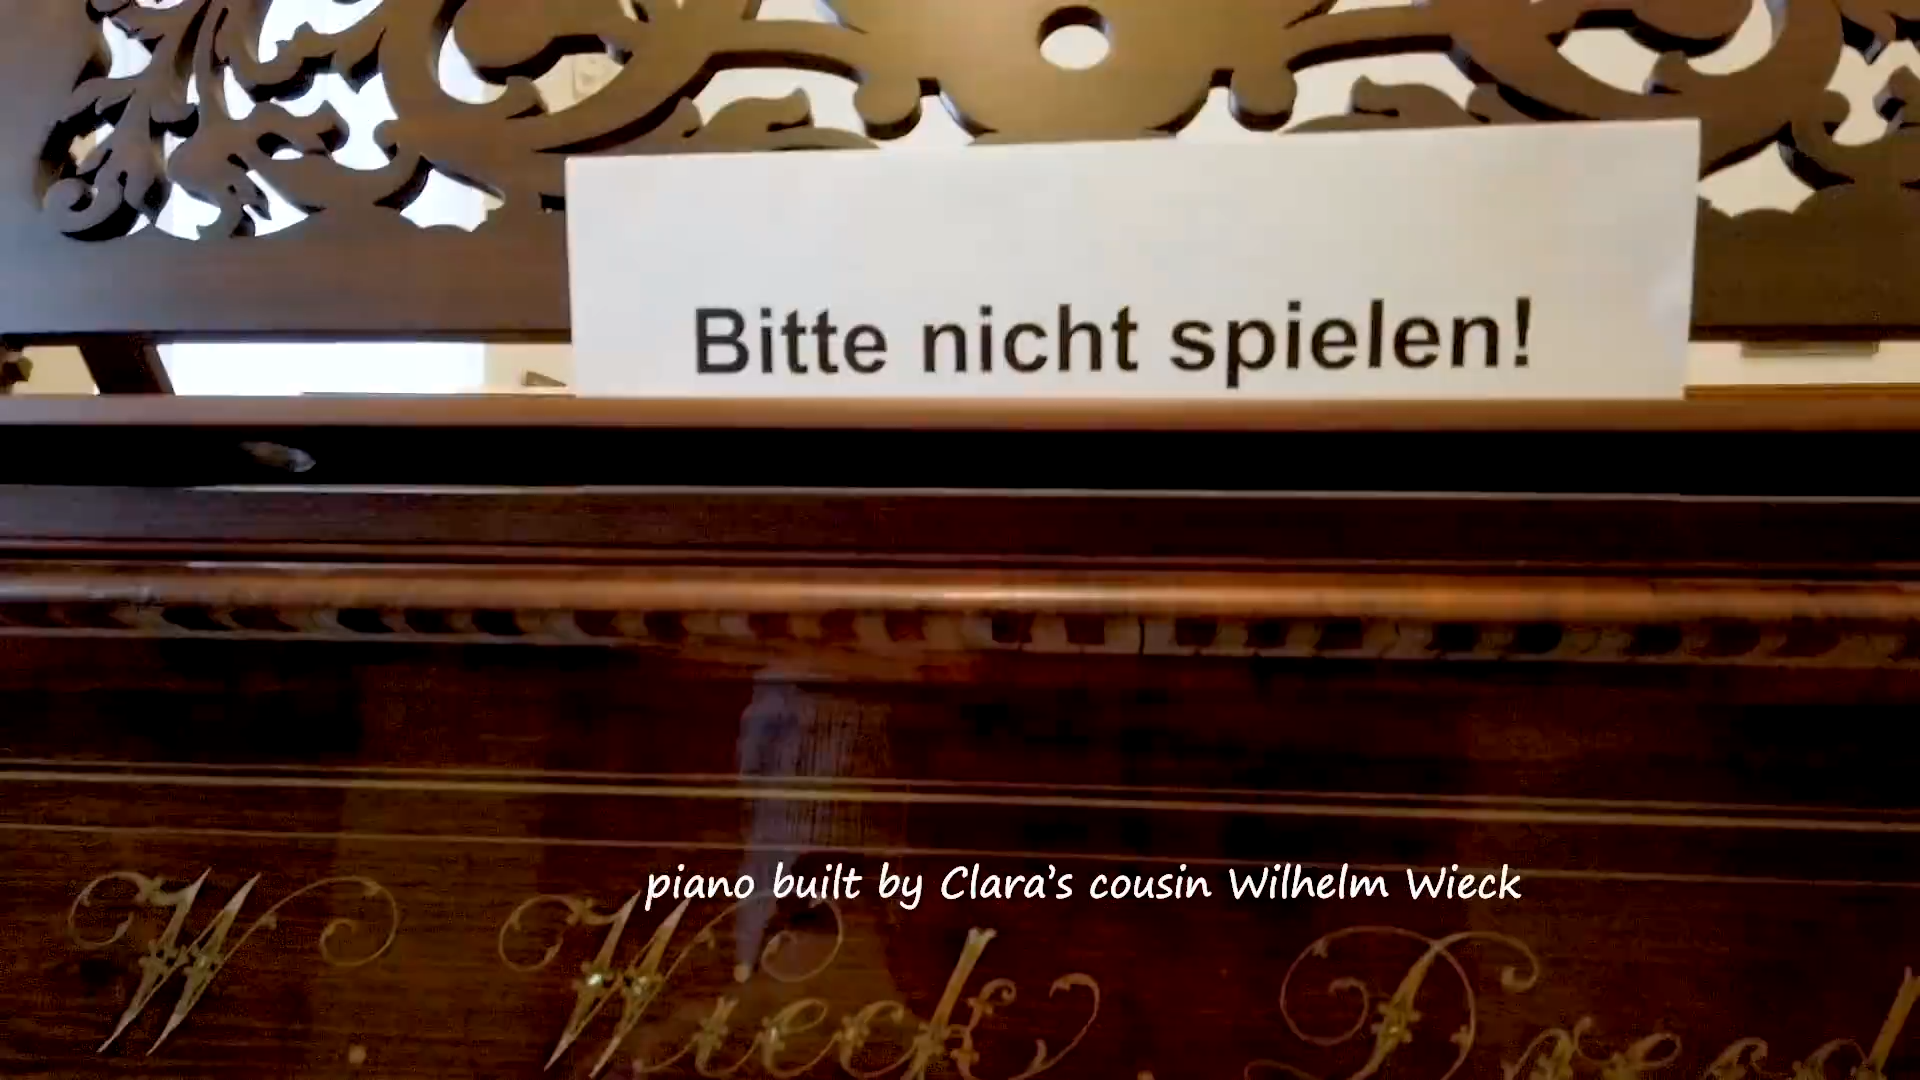 Bitte nicht spielen!
piano built by Clara's cousin Wilhelm Wieck
W. Wieck.